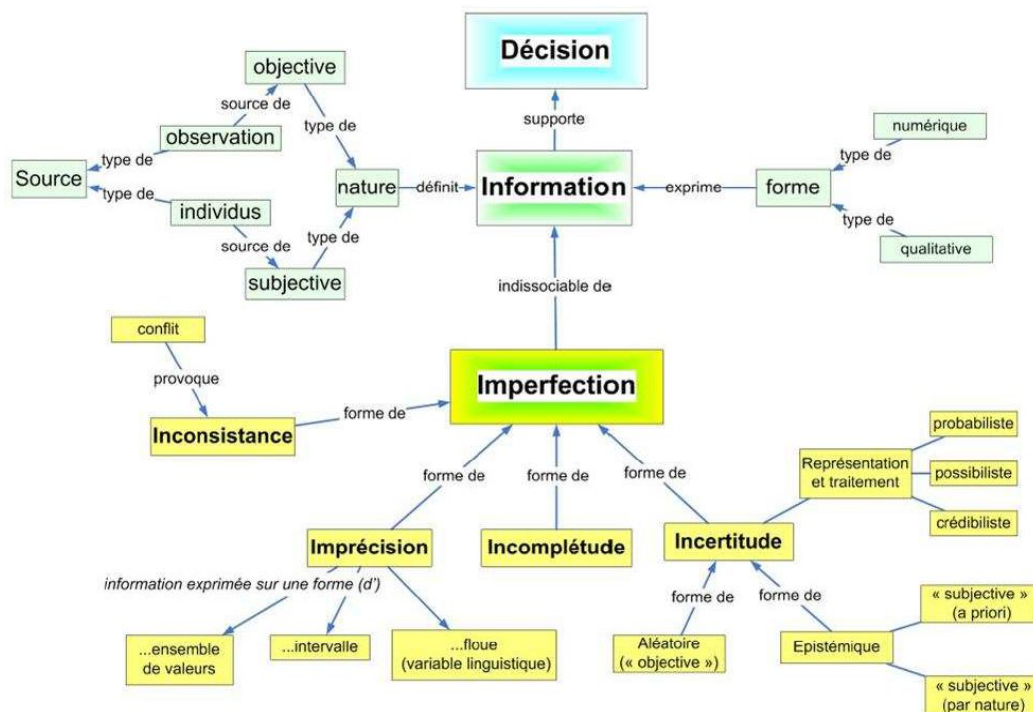 Décision
objective
source de
supporte
observation
type de
numérique
type de
type de
Source
nature
définit
Information
exprime
forme
type de
individus
type de
type de
source de
qualitative
subjective
indissociable de
conflit
provoque
Imperfection
Inconsistance
forme de
probabiliste
forme de
forme de
forme de
Représentation
et traitement
possibiliste
crédibiliste
Imprécision
Incomplétude
Incertitude
information exprimée sur une forme (d')
forme de
forme de
« subjective »
(a priori)
...ensemble
de valeurs
...intervalle
...floue
(variable linguistique)
Aléatoire
(« objective »)
Epistémique
« subjective »
(par nature)